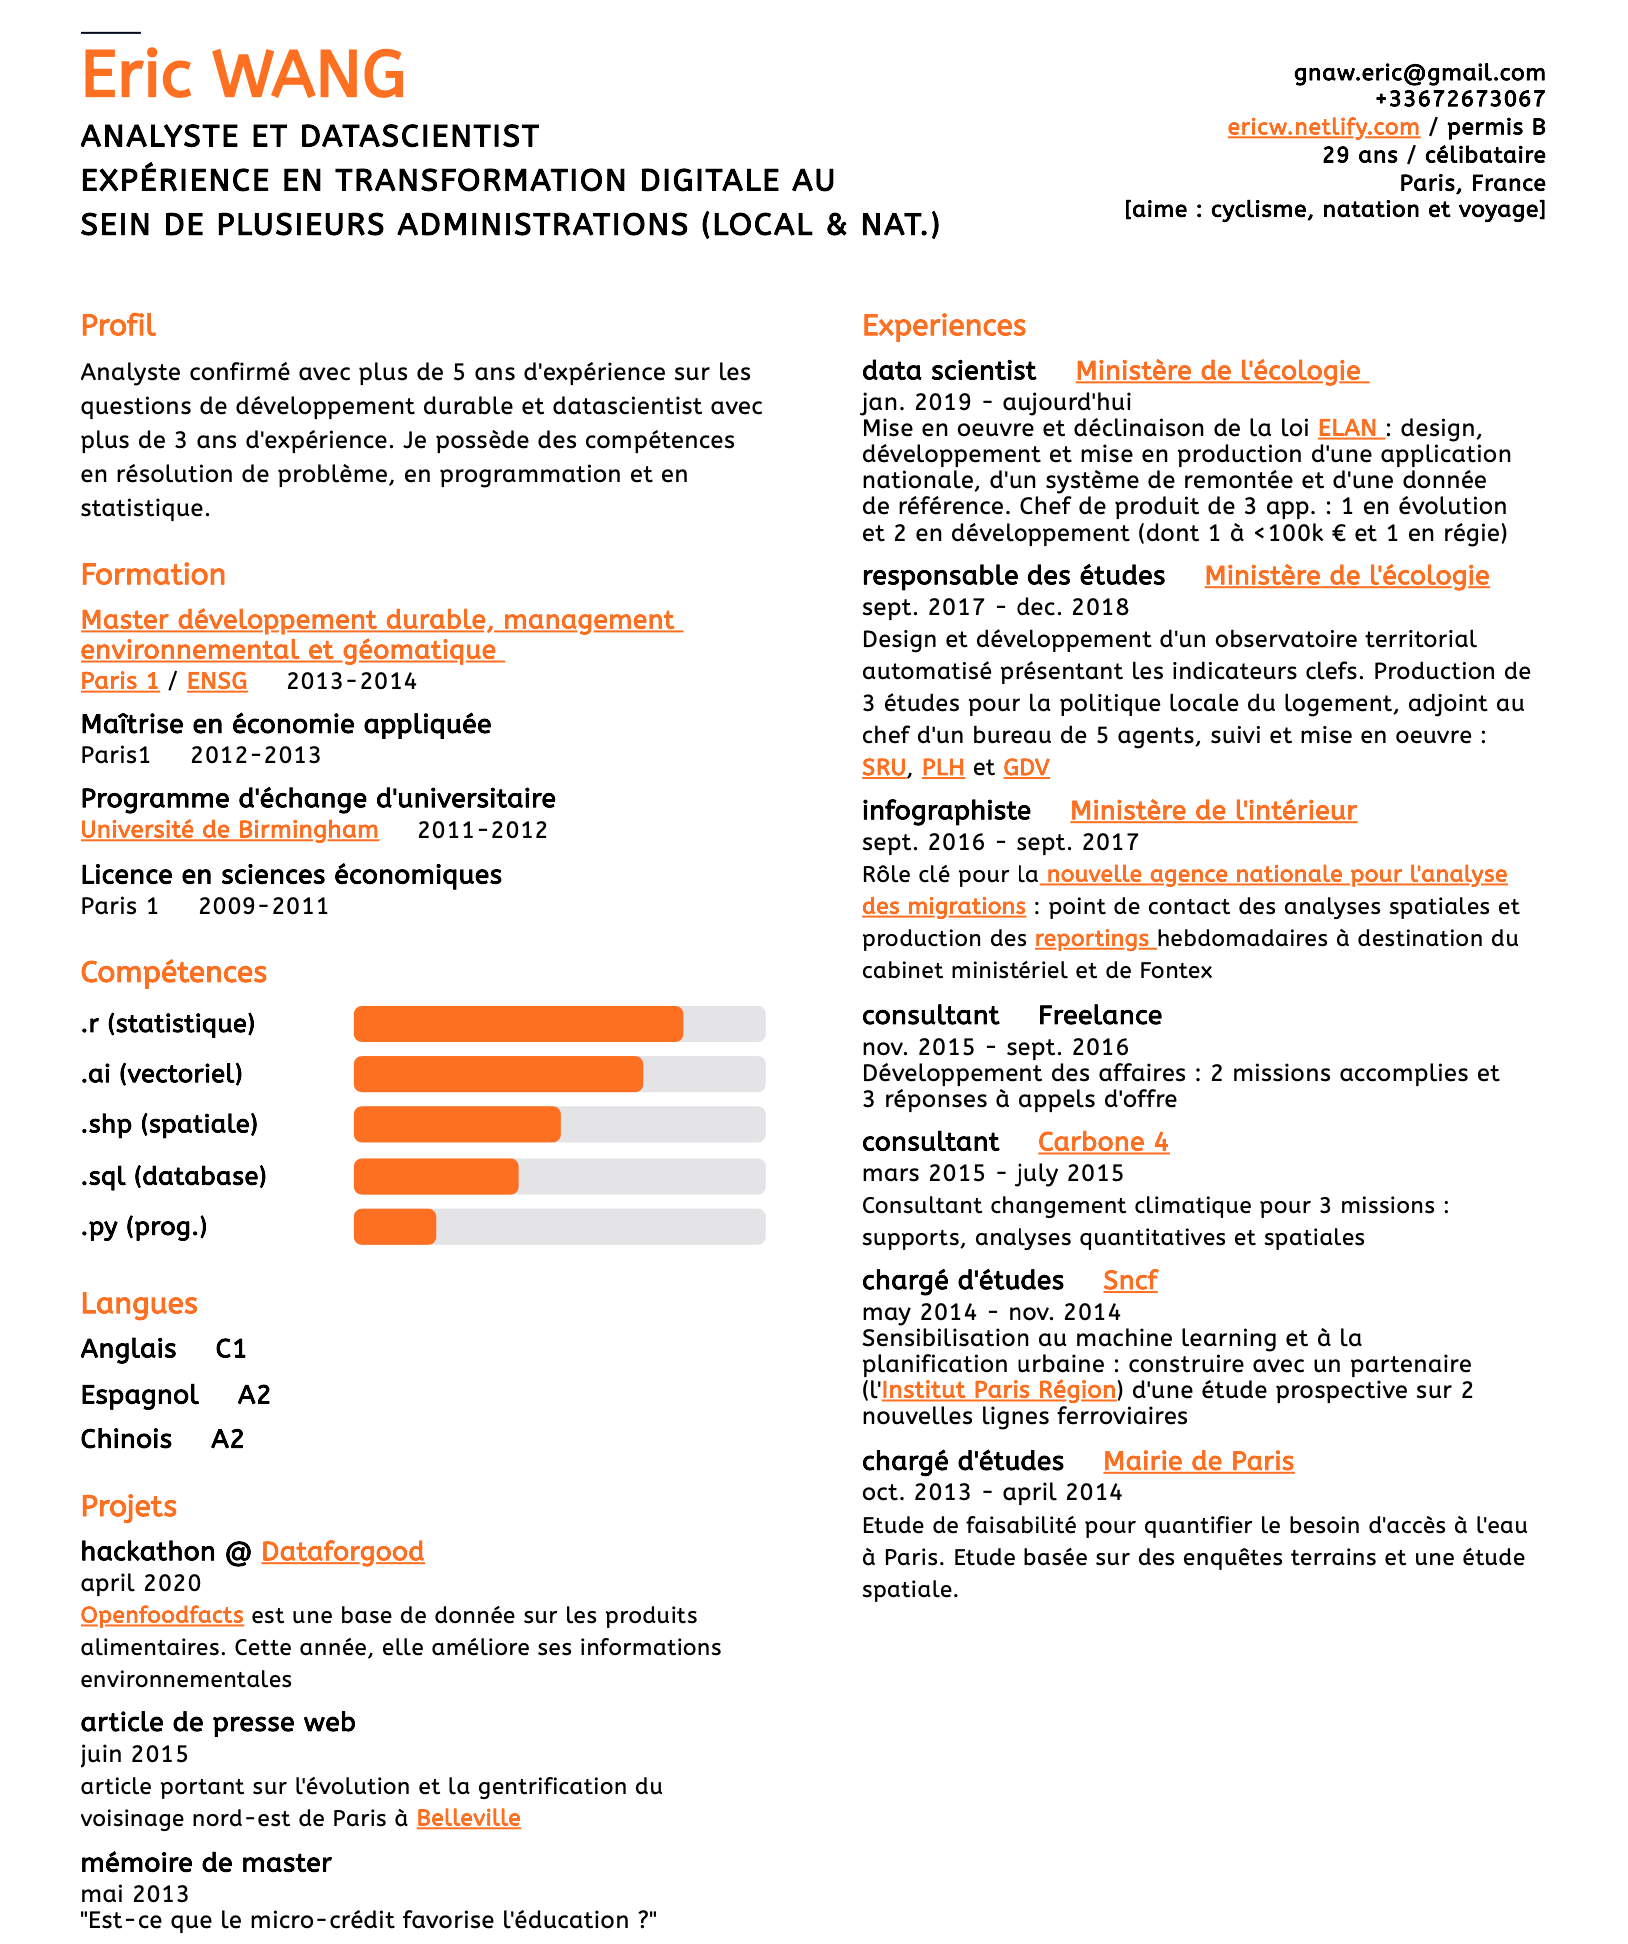 Eric WANG
ANALYSTE ET DATASCIENTIST
EXPÉRIENCE EN TRANSFORMATION DIGITALE AU
SEIN DE PLUSIEURS ADMINISTRATIONS (LOCAL & NAT.)
gnaw.eric@gmail.com
+33672673067
ericw.netlify.com / permis B
29 ans / célibataire
Paris, France
[aime : cyclisme, natation et voyage]
Profil
Analyste confirmé avec plus de 5 ans d'expérience sur les
questions de développement durable et datascientist avec
plus de 3 ans d'expérience. Je possède des compétences
en résolution de problème, en programmation et en
statistique.
Formation
Master développement durable, management
environnemental et géomatique
Paris 1 / ENSG 2013-2014
Maîtrise en économie appliquée
Paris1 2012-2013
Programme d'échange d'universitaire
Université de Birmingham 2011-2012
Licence en sciences économiques
Paris 1 2009-2011
Compétences
.r (statistique)
.ai (vectoriel)
.shp (spatiale)
.sql (database)
.py (prog.)
Langues
Anglais C1
Espagnol A2
Chinois A2
Projets
hackathon @ Dataforgood
april 2020
Openfoodfacts est une base de donnée sur les produits
alimentaires. Cette année, elle améliore ses informations
environnementales
article de presse web
juin 2015
article portant sur l'évolution et la gentrification du
voisinage nord-est de Paris à Belleville
mémoire de master
mai 2013
"Est-ce que le micro-crédit favorise l'éducation ?"
Experiences
data scientist Ministère de l'écologie
jan. 2019 - aujourd'hui
Mise en oeuvre et déclinaison de la loi ELAN : design,
développement et mise en production d'une application
nationale, d'un système de remontée et d'une donnée
de référence. Chef de produit de 3 app. : 1 en évolution
et 2 en développement (dont 1 à <100k € et 1 en régie)
responsable des études Ministère de l'écologie
sept. 2017 - dec. 2018
Design et développement d'un observatoire territorial
automatisé présentant les indicateurs clefs. Production de
3 études pour la politique locale du logement, adjoint au
chef d'un bureau de 5 agents, suivi et mise en oeuvre :
SRU, PLH et GDV
infographiste Ministère de l'intérieur
sept. 2016 - sept. 2017
Rôle clé pour la nouvelle agence nationale pour l'analyse
des migrations : point de contact des analyses spatiales et
production des reportings hebdomadaires à destination du
cabinet ministériel et de Fontex
consultant Freelance
nov. 2015 - sept. 2016
Développement des affaires : 2 missions accomplies et
3 réponses à appels d'offre
consultant Carbone 4
mars 2015 - july 2015
Consultant changement climatique pour 3 missions :
supports, analyses quantitatives et spatiales
chargé d'études Sncf
may 2014 - nov. 2014
Sensibilisation au machine learning et à la
planification urbaine : construire avec un partenaire
(l'Institut Paris Région) d'une étude prospective sur 2
nouvelles lignes ferroviaires
chargé d'études Mairie de Paris
oct. 2013 - april 2014
Etude de faisabilité pour quantifier le besoin d'accès à l'eau
à Paris. Etude basée sur des enquêtes terrains et une étude
spatiale.